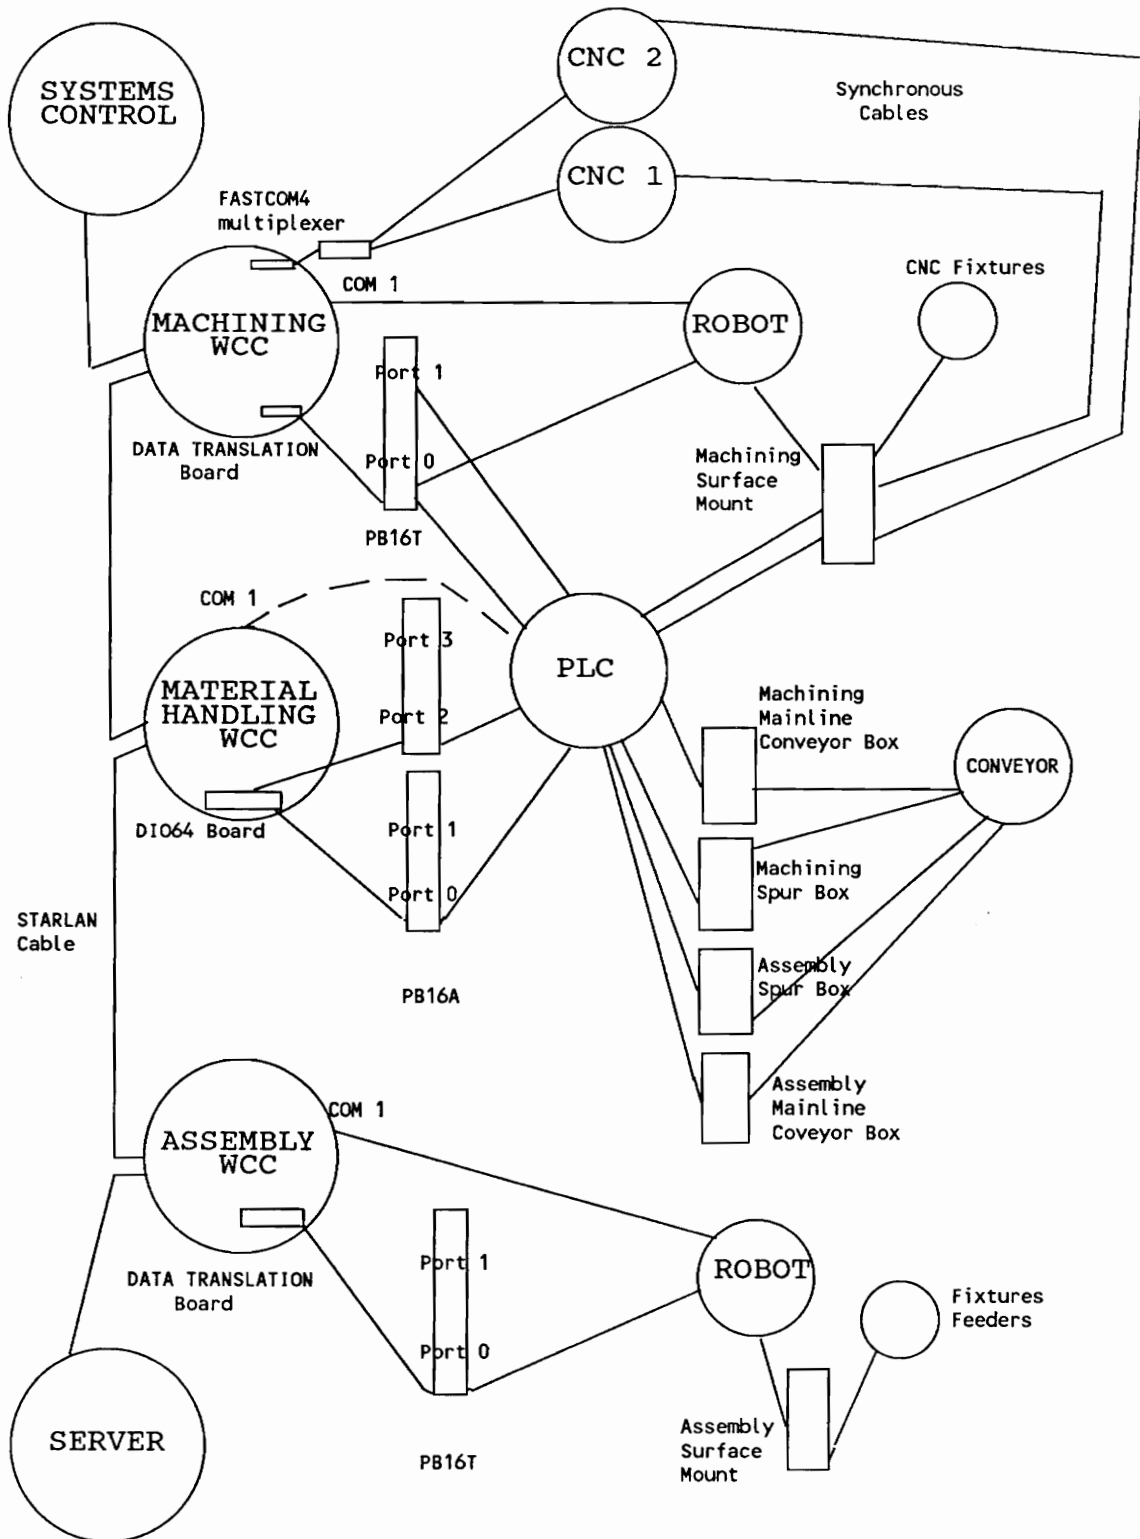 CNC 2
SYSTEMS
CONTROL
Synchronous
Cables
CNC 1
FASTCOM4
multiplexer
COM 1
CNC Fixtures
MACHINING
WCC
ROBOT
Port 1
DATA TRANSLATION
Board
Port 0
Machining
Surface
Mount
PB16T
COM 1
Port 3
PLC
MATERIAL
HANDLING
WCC
Port 2
Machining
Mainline
Conveyor Box
CONVEYOR
DIO64 Board
Port 1
Machining
Spur Box
Port 0
STARLAN
Cable
Assembly
Spur Box
PB16A
Assembly
Mainline
Coveyor Box
COM 1
ASSEMBLY
WCC
Port 1
ROBOT
DATA TRANSLATION
Board
Fixtures
Feeders
Port 0
SERVER
Assembly
Surface
Mount
PB16T